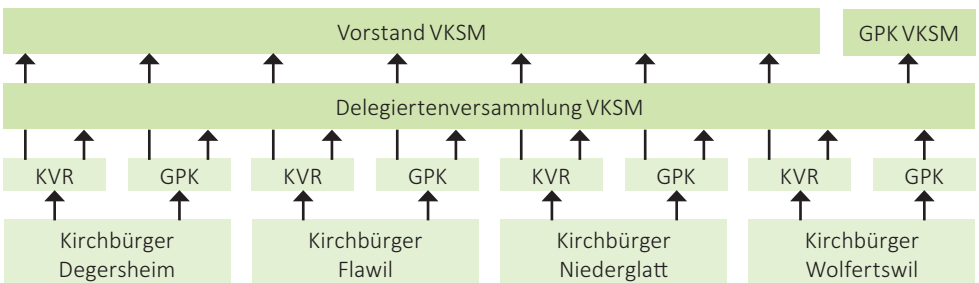 Vorstand VKSM
GPK VKSM
Delegiertenversammlung VKSM
KVR
GPK
KVR
GPK
KVR
GPK
KVR
GPK
Kirchbürger
Degersheim
Kirchbürger
Flawil
Kirchbürger
Niederglatt
Kirchbürger
Wolfertswil